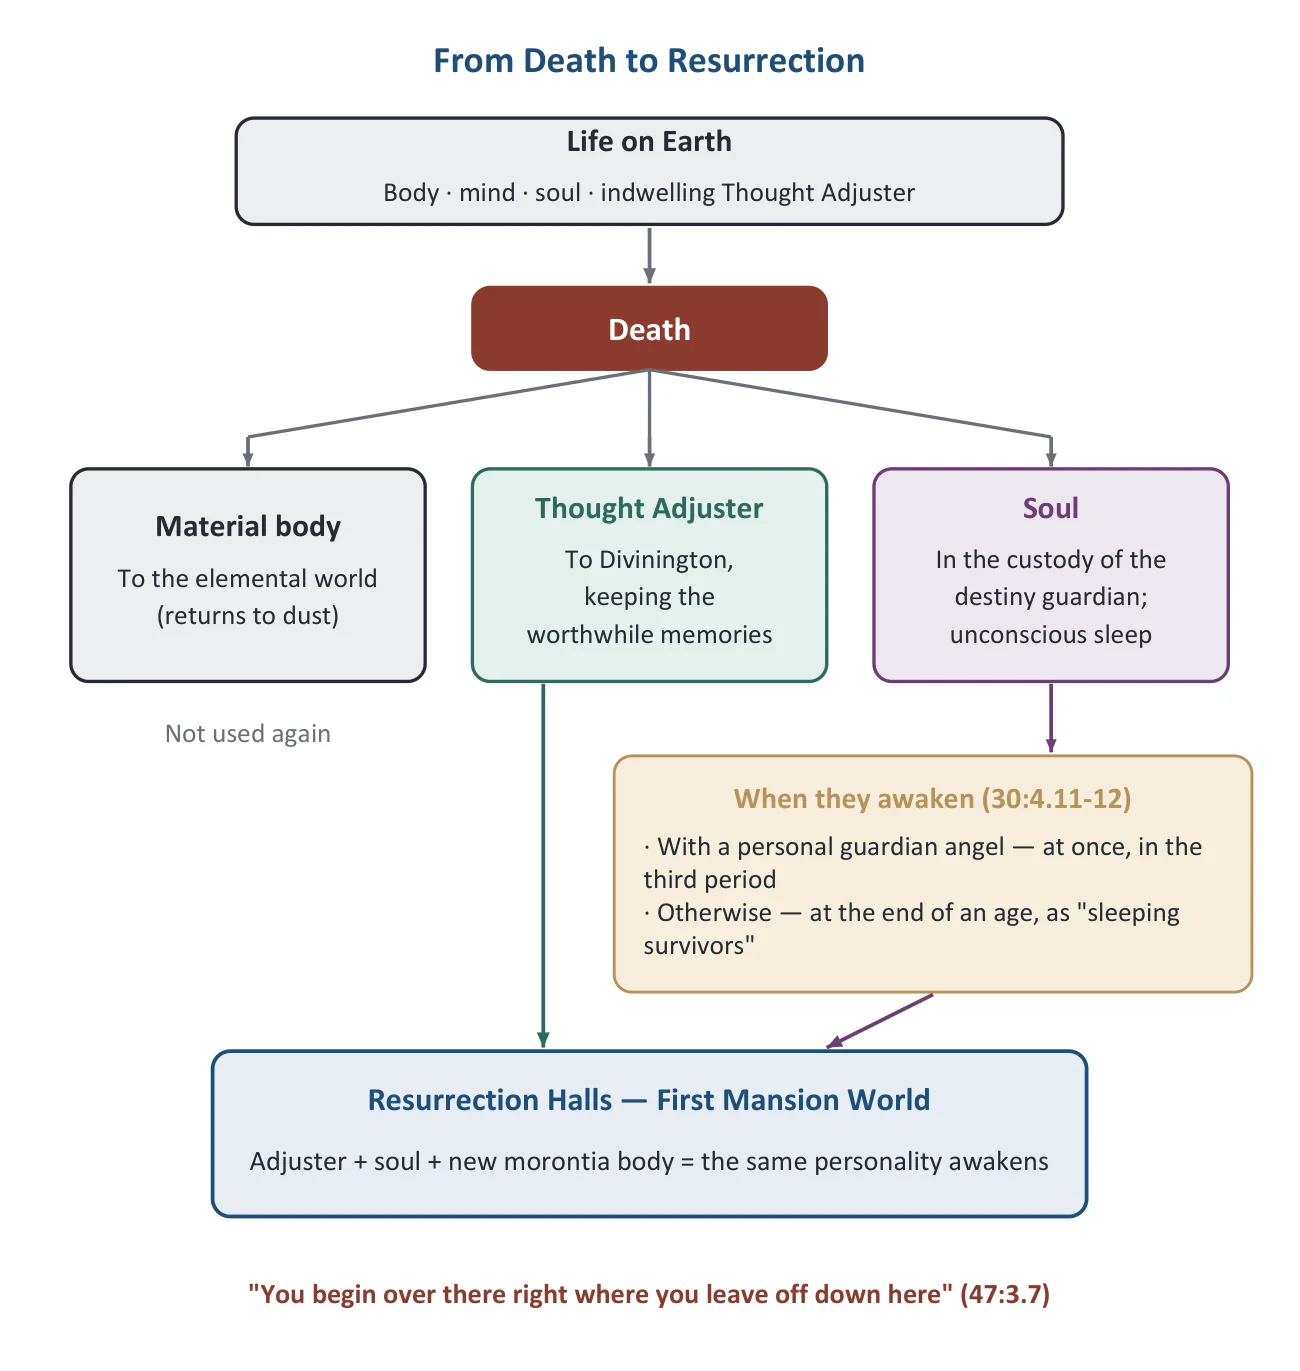 From Death to Resurrection
Life on Earth
Body · mind · soul · indwelling Thought Adjuster
Death
Material body
To the elemental world
(returns to dust)
Not used again
Thought Adjuster
To Divinington,
keeping the
worthwhile memories
Soul
In the custody of the
destiny guardian;
unconscious sleep
When they awaken (30:4.11-12)
· With a personal guardian angel — at once, in the
third period
· Otherwise — at the end of an age, as "sleeping
survivors"
Resurrection Halls — First Mansion World
Adjuster + soul + new morontia body = the same personality awakens
"You begin over there right where you leave off down here" (47:3.7)